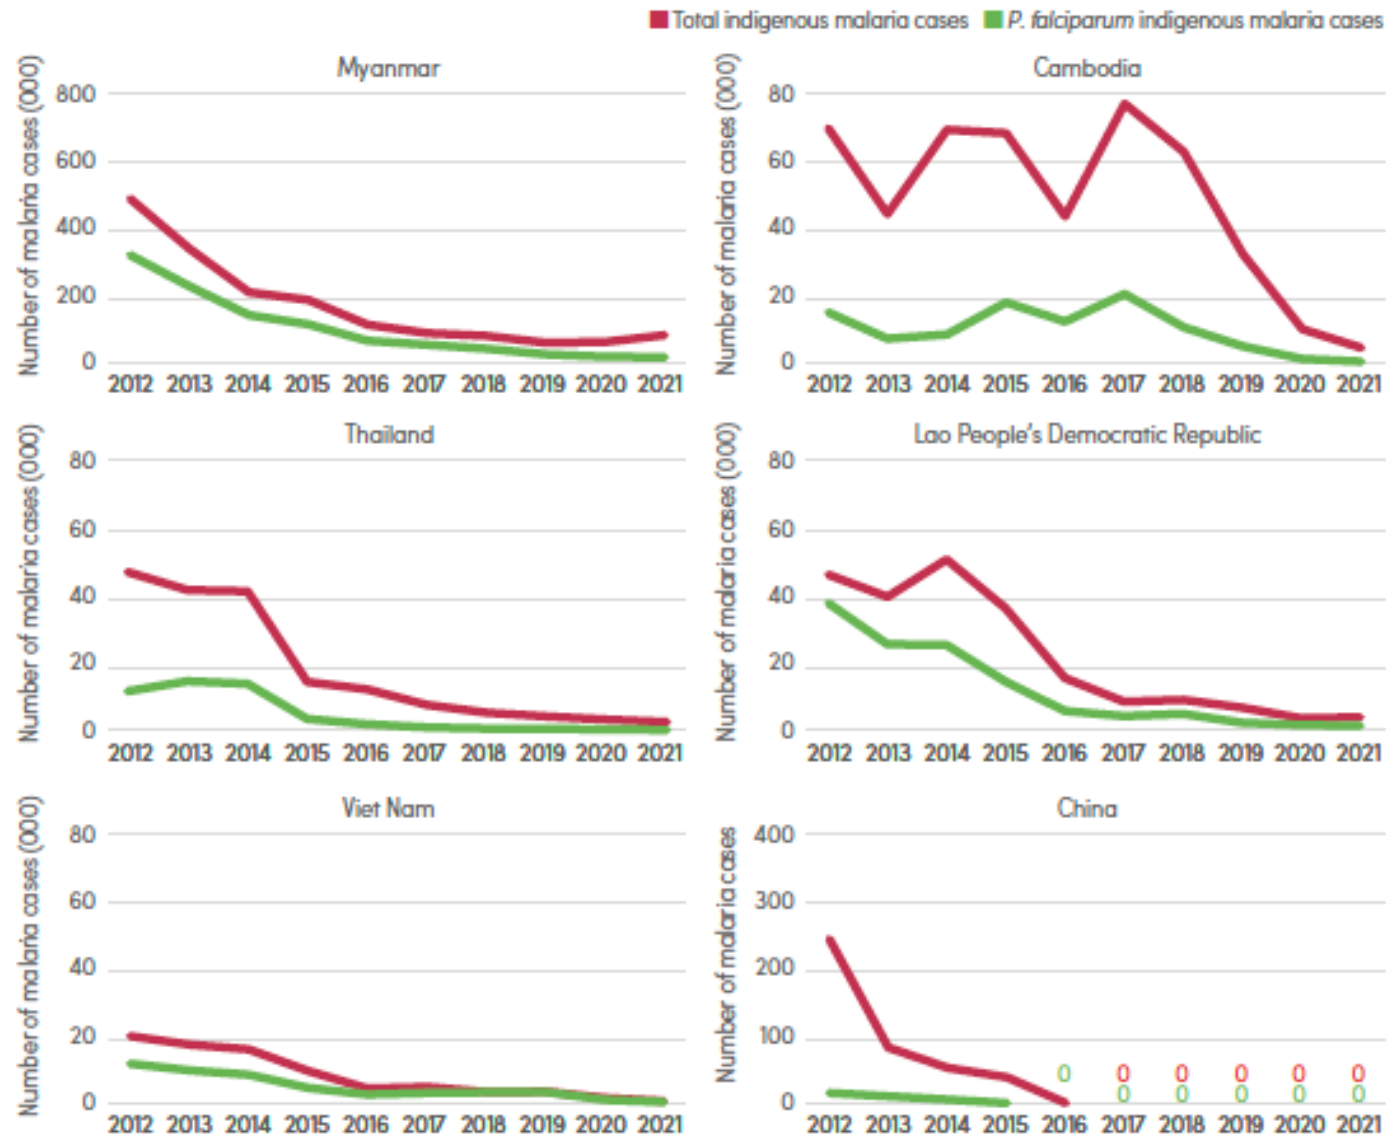 Total indigenous malaria cases P. falciparum indigenous malaria cases
Myanmar
Number of malaria cases (000)
800
600
400
200
0
2012 2013 2014 2015 2016 2017 2018 2019 2020 2021
Cambodia
Number of malaria cases (000)
80
60
40
20
0
2012 2013 2014 2015 2016 2017 2018 2019 2020 2021
Thailand
Number of malaria cases (000)
80
60
40
20
0
2012 2013 2014 2015 2016 2017 2018 2019 2020 2021
Lao People's Democratic Republic
Number of malaria cases (000)
80
60
40
20
0
2012 2013 2014 2015 2016 2017 2018 2019 2020 2021
Viet Nam
Number of malaria cases (000)
80
60
40
20
0
2012 2013 2014 2015 2016 2017 2018 2019 2020 2021
China
Number of malaria cases
400
300
200
100
0
0 0 0 0 0 0
0 0 0 0 0
2012 2013 2014 2015 2016 2017 2018 2019 2020 2021